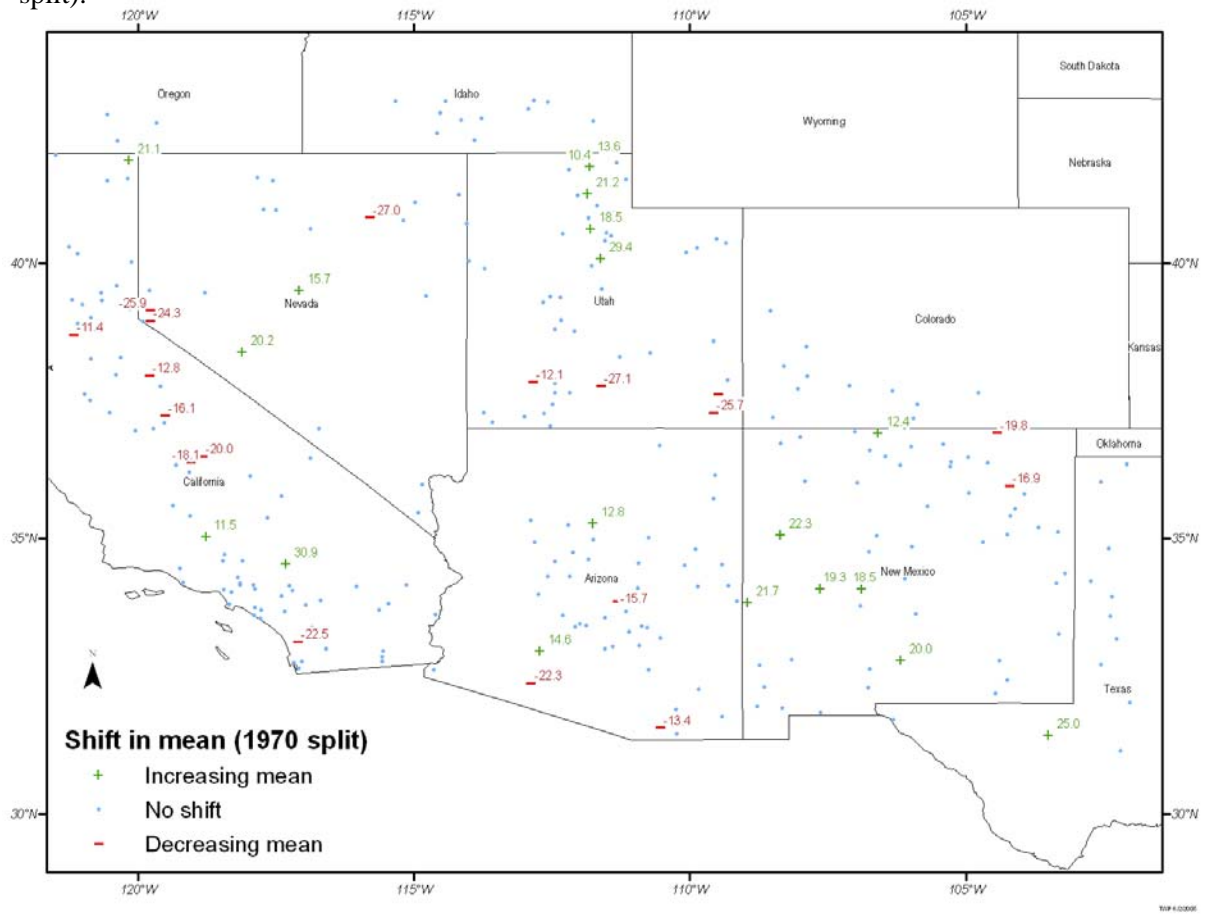 split).
120°W 115°W 110°W 105°W
South Dakota
Oregon Idaho
Wyoming
21.1 13.6
10.4
Nebraska
21.2
-27.0
18.5
29.4
40°N 40°N
15.7
Nevada Utah
-25.9
-24.3
Colorado
-11.4
20.2
Kansas
-12.8
-12.1 -27.1
-25.7
-16.1
12.4 -19.8
Oklahoma
-20.0
-18.1
California
-16.9
11.5 12.8
22.3
35°N 35°N
30.9
Arizona New Mexico
19.3 18.5
-15.7 21.7
-22.5 14.6
20.0
N
-22.3
Texas
-13.4
25.0
Shift in mean (1970 split)
Increasing mean
No shift
30°N 30°N
Decreasing mean
120°W 115°W 110°W 105°W